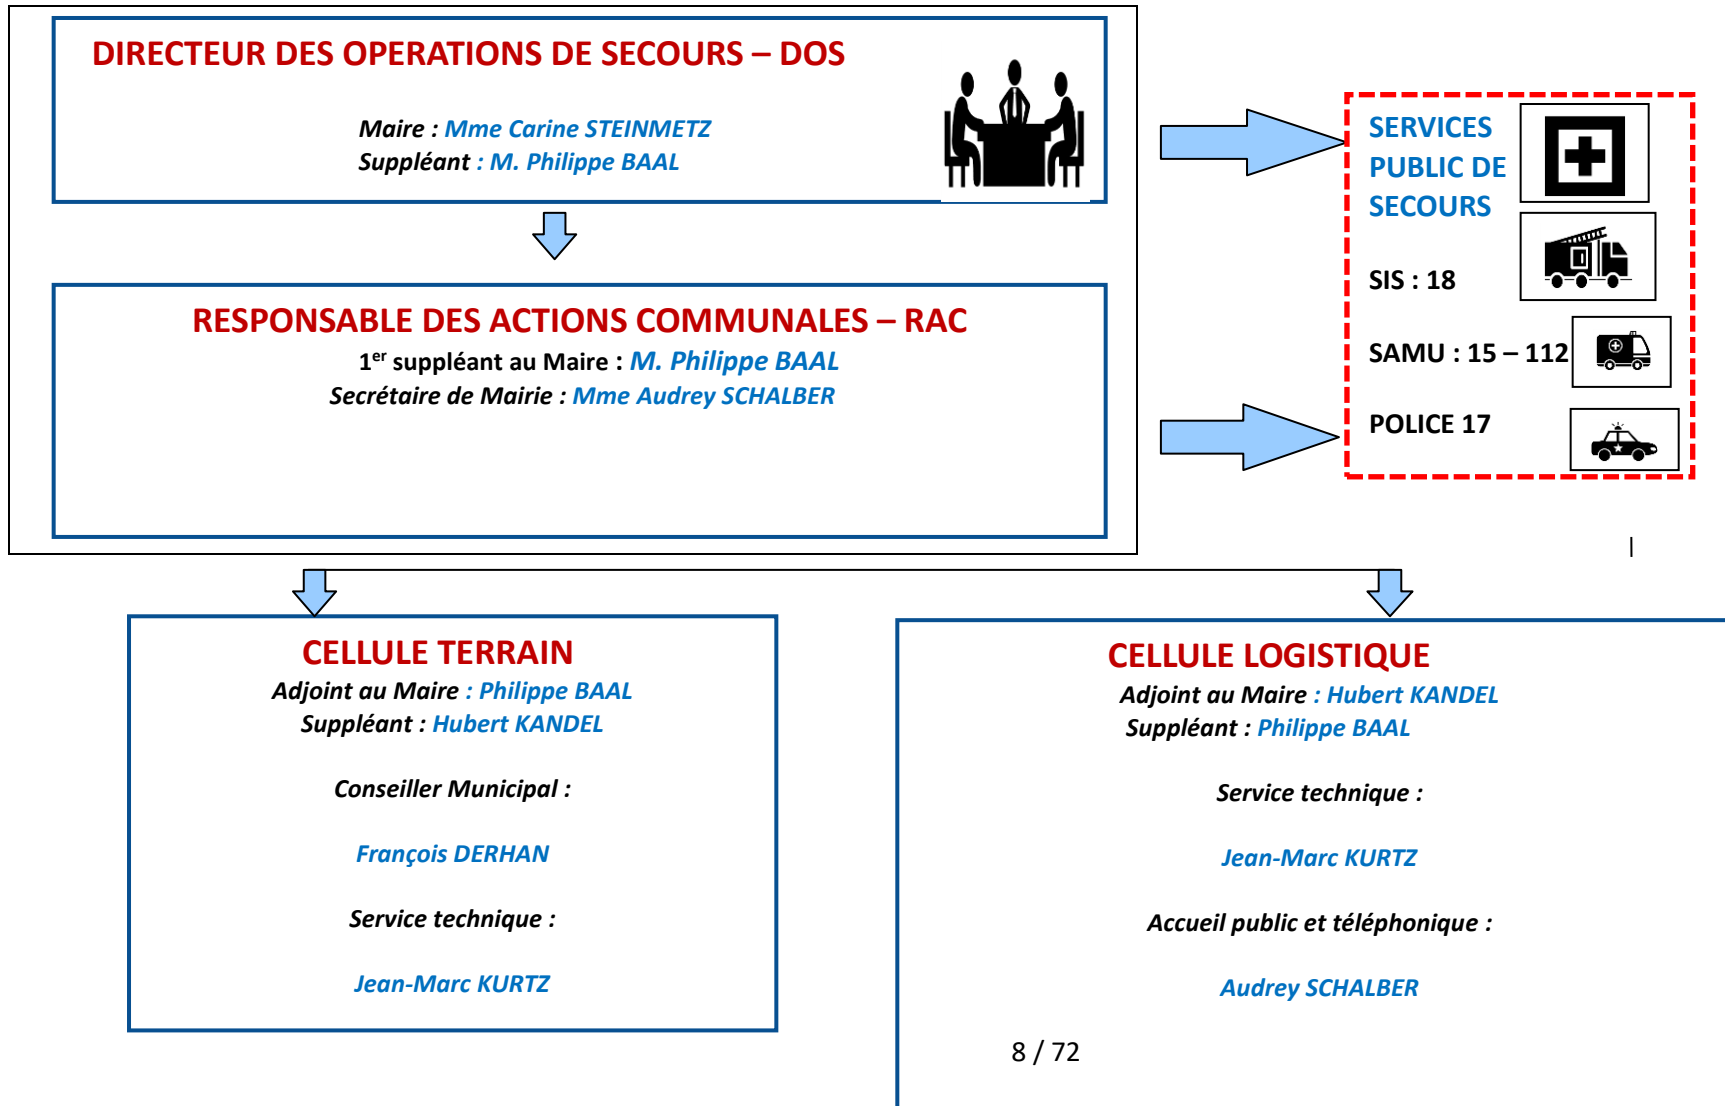 DIRECTEUR DES OPERATIONS DE SECOURS – DOS
Maire : Mme Carine STEINMETZ
Suppléant : M. Philippe BAAL
SERVICES
PUBLIC DE
SECOURS
SIS : 18
SAMU : 15 – 112
POLICE 17
RESPONSABLE DES ACTIONS COMMUNALES – RAC
1er suppléant au Maire : M. Philippe BAAL
Secrétaire de Mairie : Mme Audrey SCHALBER
CELLULE TERRAIN
Adjoint au Maire : Philippe BAAL
Suppléant : Hubert KANDEL
Conseiller Municipal :
François DERHAN
Service technique :
Jean-Marc KURTZ
CELLULE LOGISTIQUE
Adjoint au Maire : Hubert KANDEL
Suppléant : Philippe BAAL
Service technique :
Jean-Marc KURTZ
Accueil public et téléphonique :
Audrey SCHALBER
8 / 72